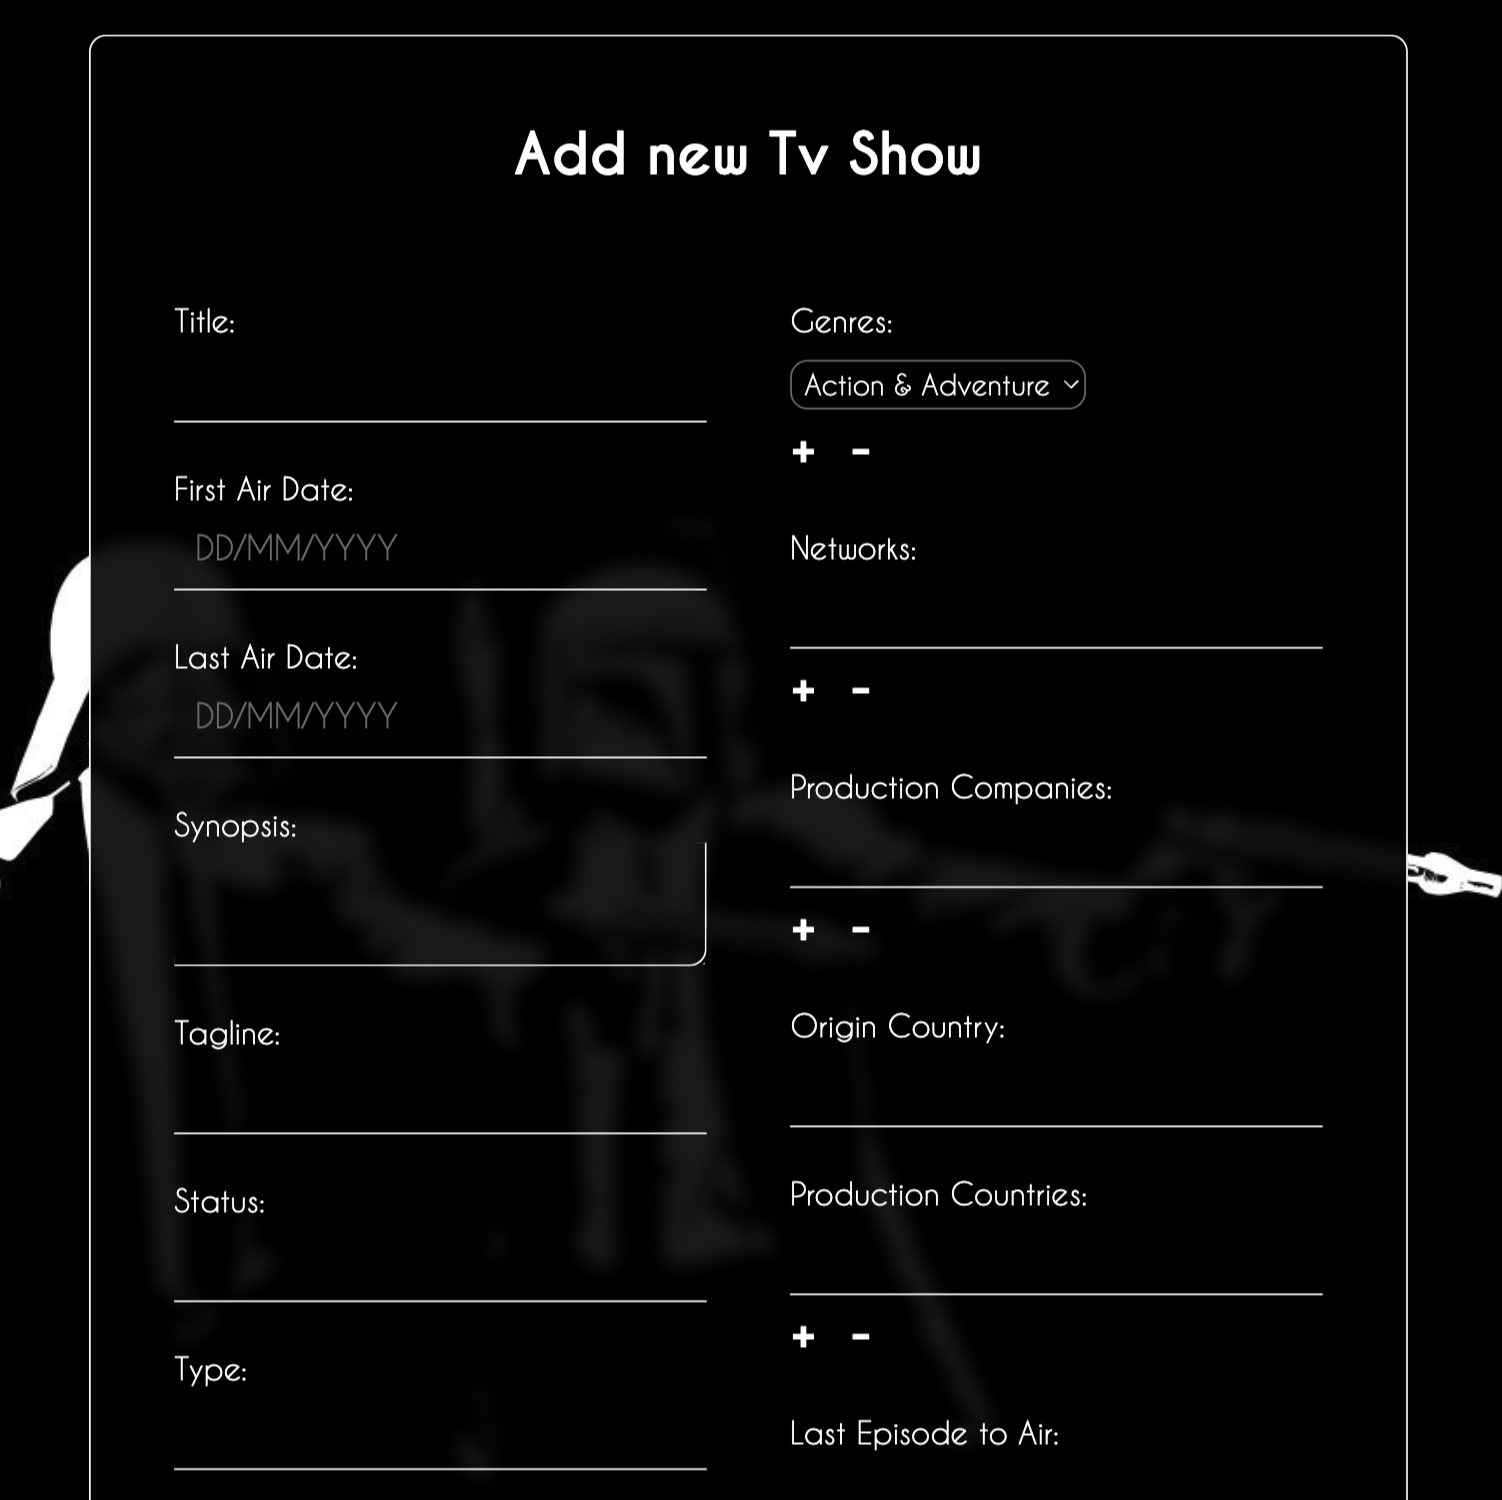 Add new Tv Show
Title:
First Air Date:
DD/MM/YYYY
Last Air Date:
DD/MM/YYYY
Synopsis:
Tagline:
Status:
Type:
Genres:
Action & Adventure
+ -
Networks:
+ -
Production Companies:
+ -
Origin Country:
Production Countries:
+ -
Last Episode to Air: